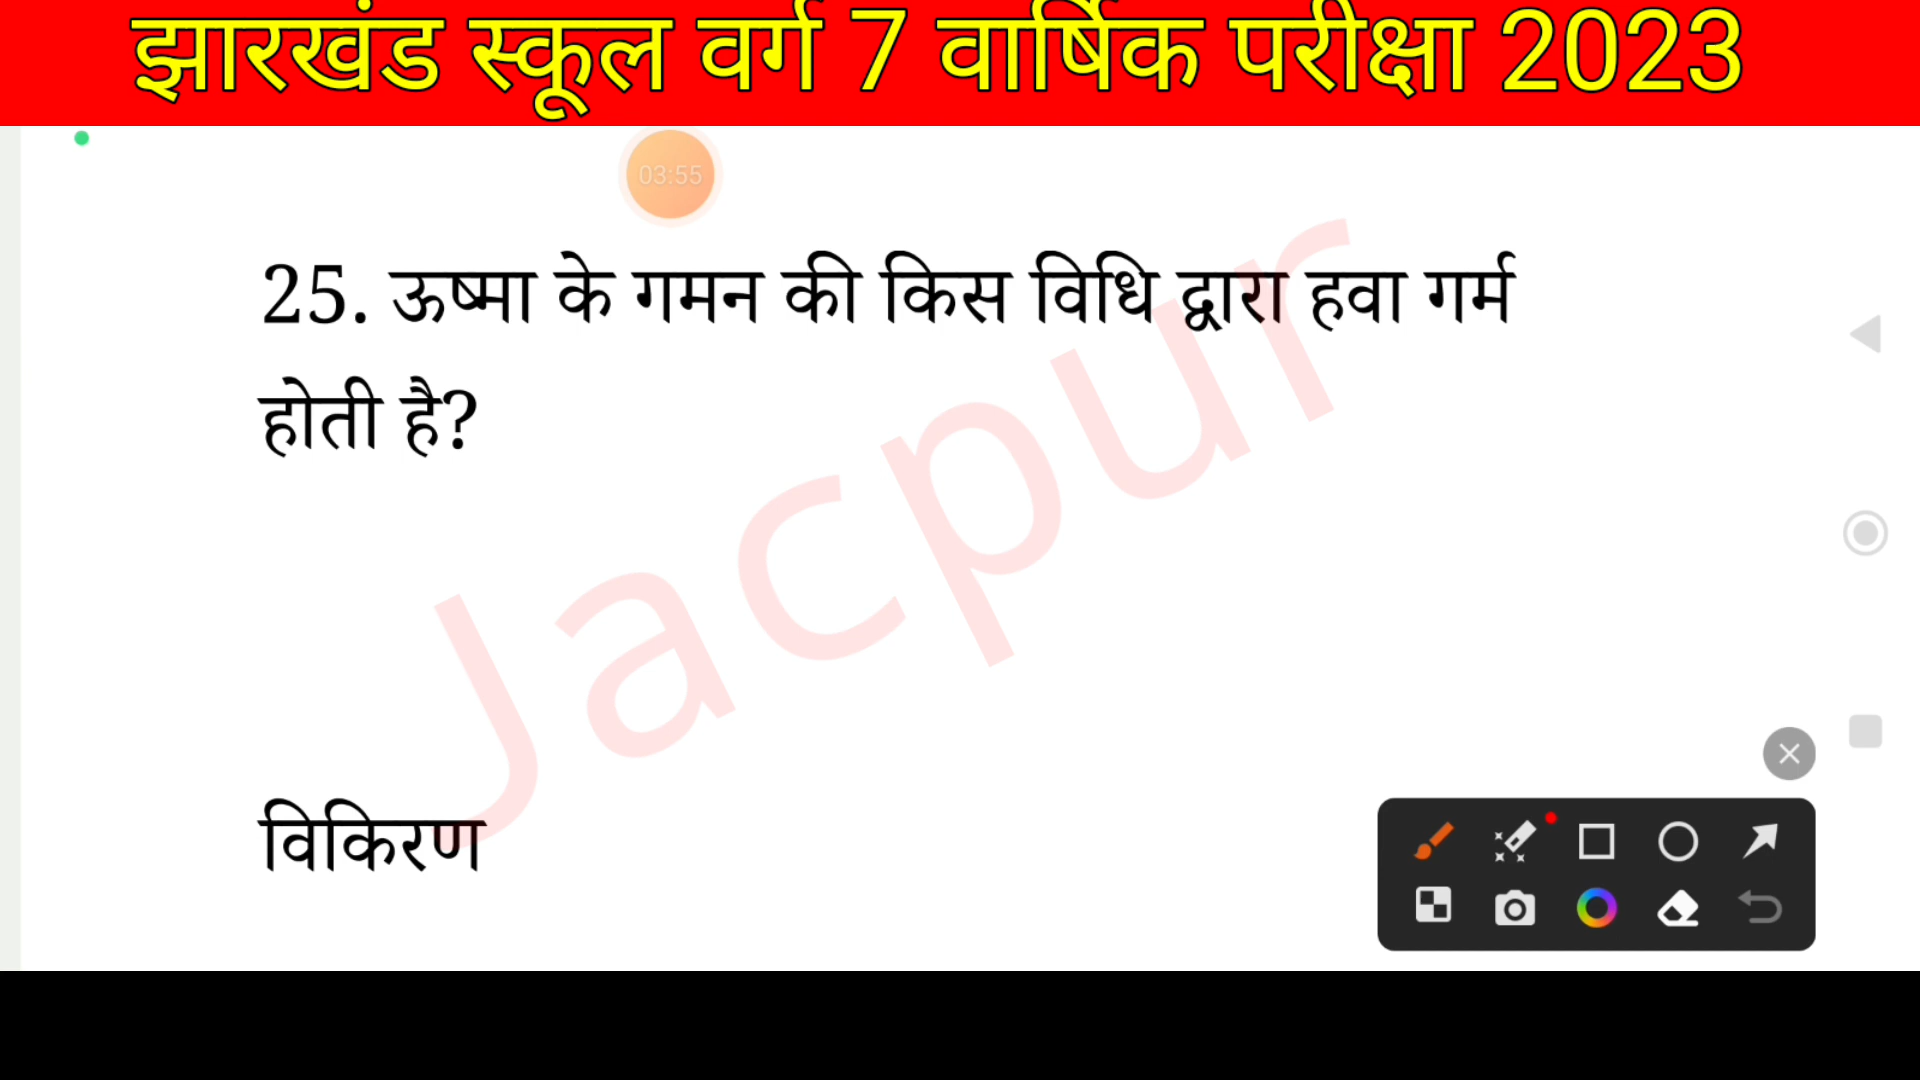 झारखंड स्कूल वर्ग 7 वार्षिक परीक्षा 2023
03:55
25. ऊष्मा के गमन की किस विधि द्वारा हवा गर्म
होती है?
Jacpur
विकिरण